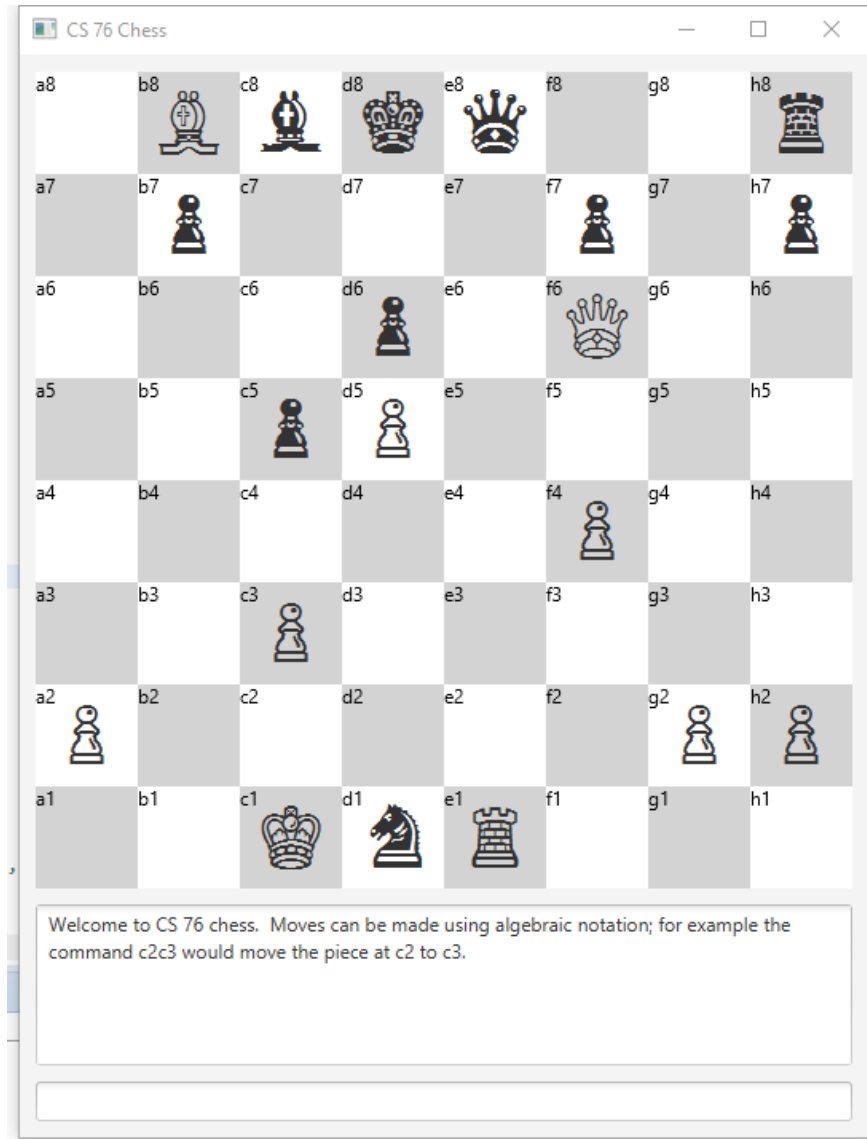 CS 76 Chess
a8 b8 c8 d8 e8 f8 g8 h8
a7 b7 c7 d7 e7 f7 g7 h7
a6 b6 c6 d6 e6 f6 g6 h6
a5 b5 c5 d5 e5 f5 g5 h5
a4 b4 c4 d4 e4 f4 g4 h4
a3 b3 c3 d3 e3 f3 g3 h3
a2 b2 c2 d2 e2 f2 g2 h2
a1 b1 c1 d1 e1 f1 g1 h1
,
Welcome to CS 76 chess.  Moves can be made using algebraic notation; for example the
command c2c3 would move the piece at c2 to c3.